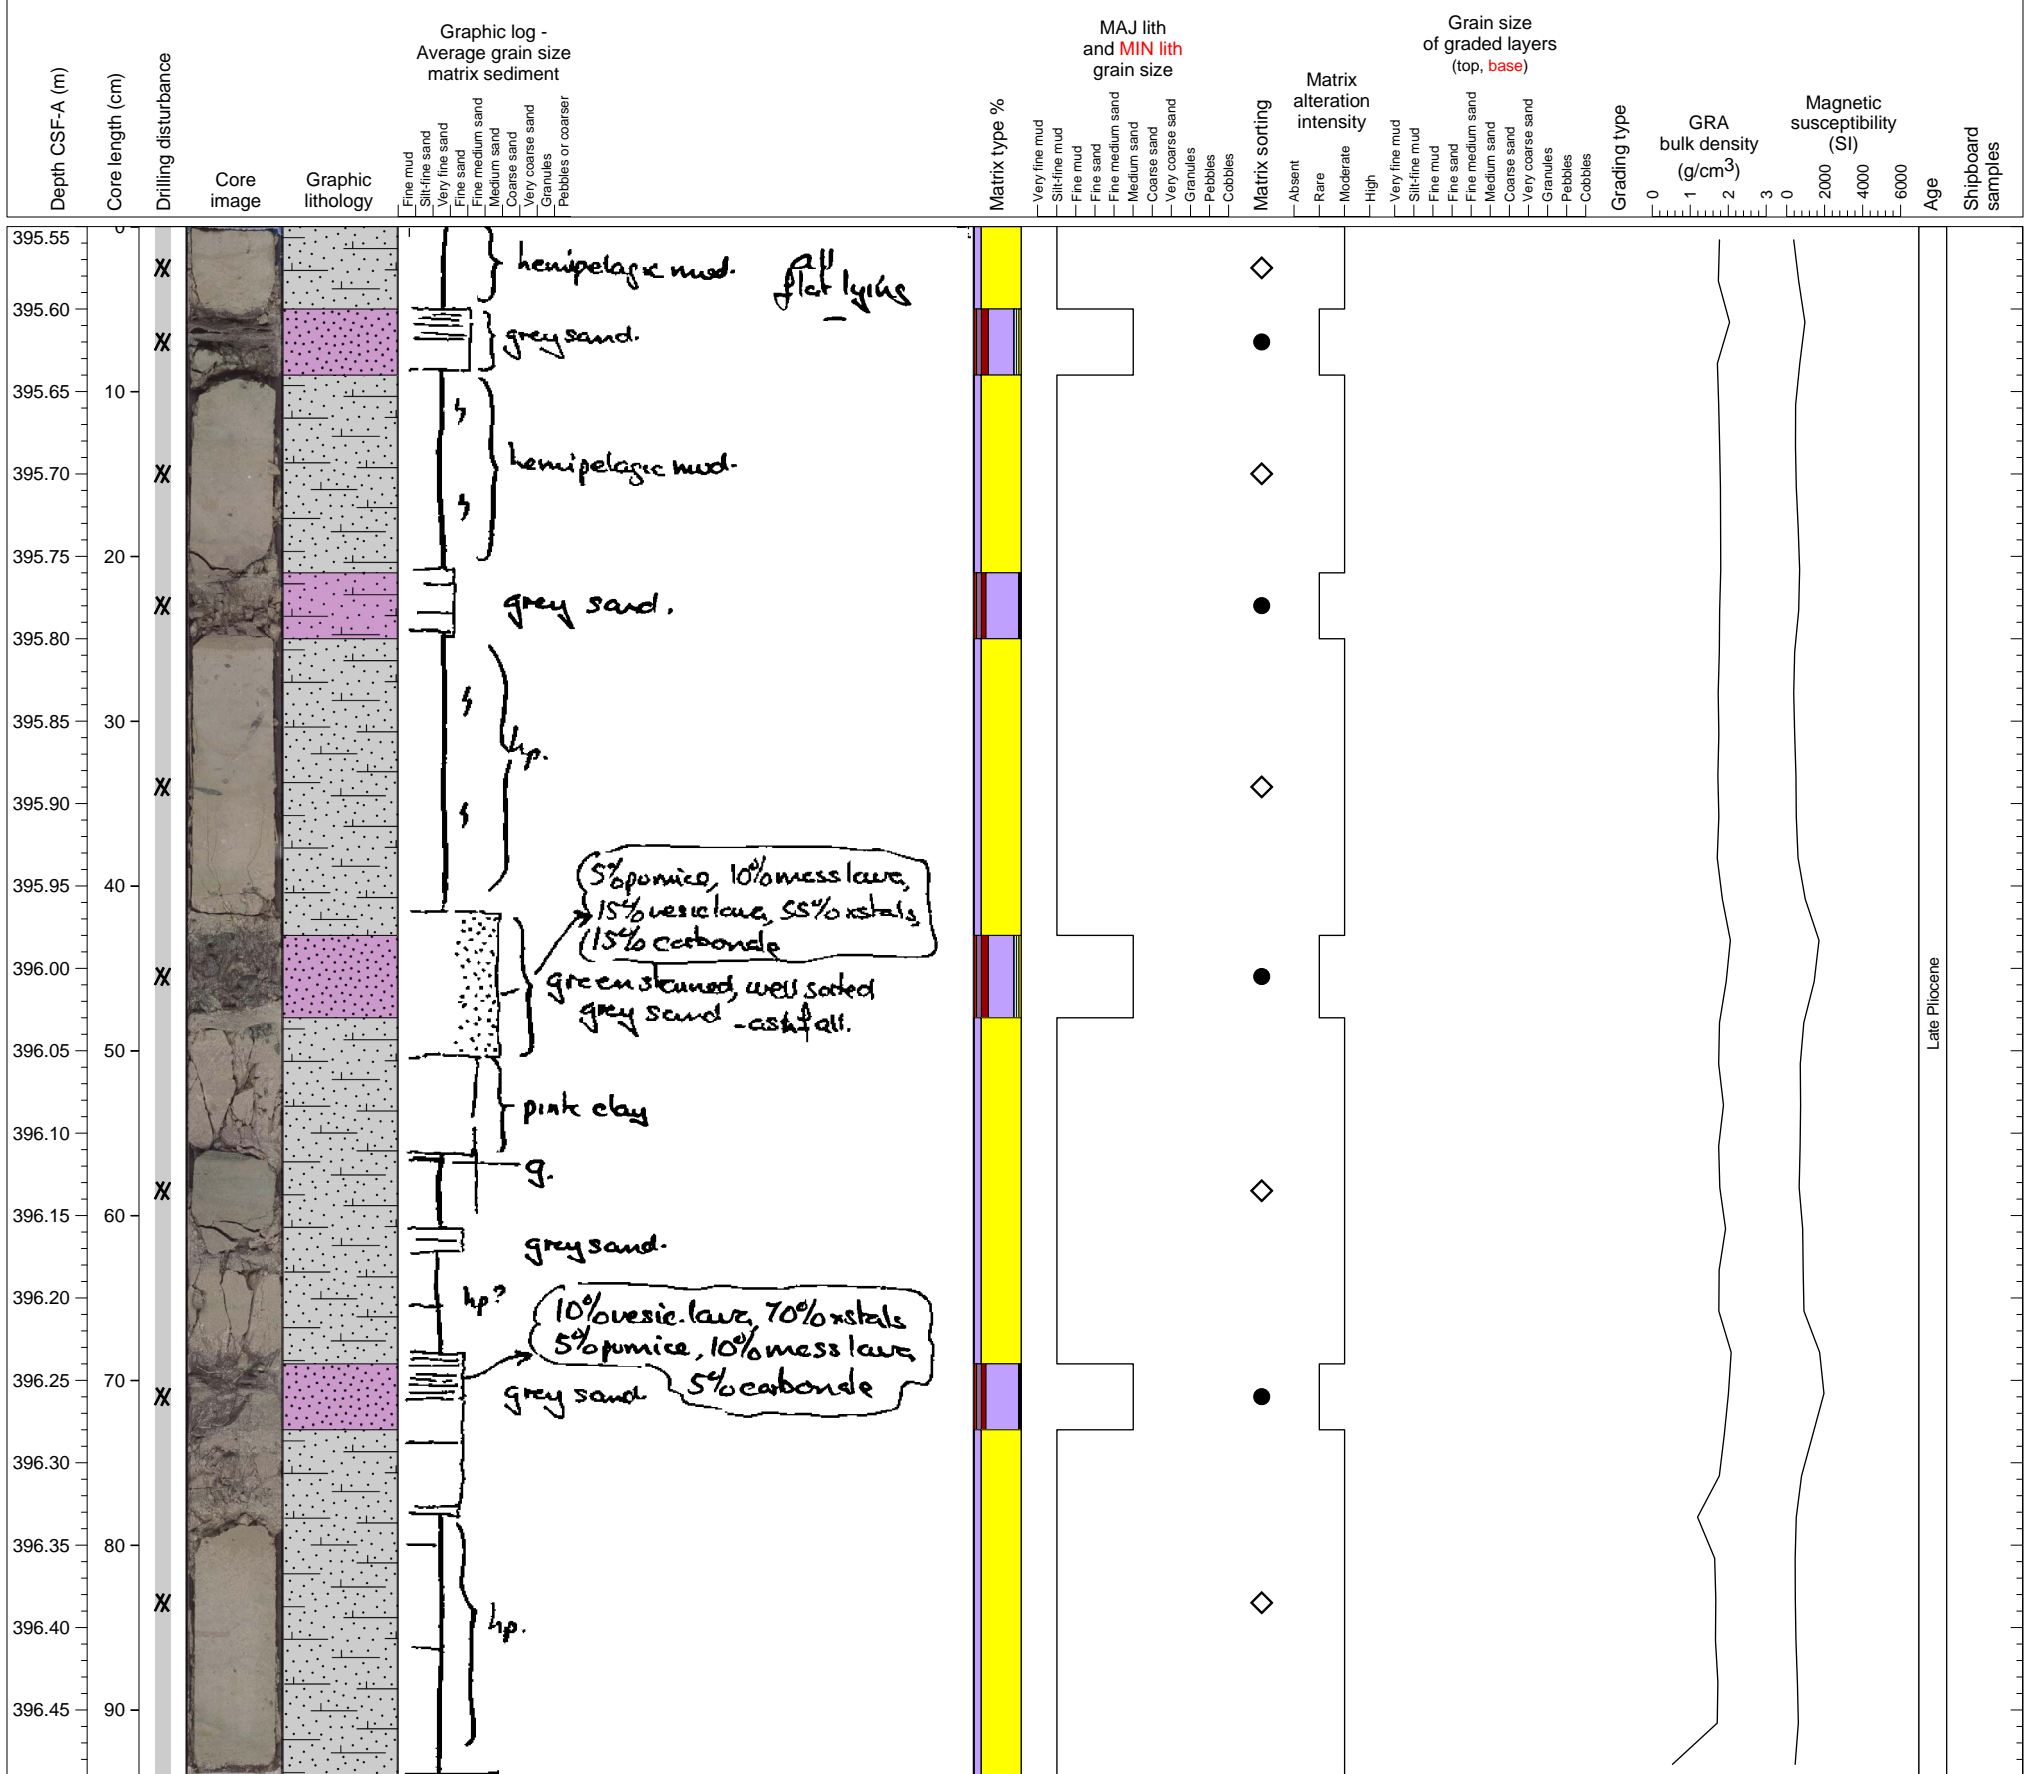 Depth CSF-A (m)
Core length (cm)
Drilling disturbance
Core
image
Graphic
lithology
Graphic log -
Average grain size
matrix sediment
Fine mud
Silt-fine sand
Very fine sand
Fine sand
Fine medium sand
Medium sand
Coarse sand
Very coarse sand
Granules
Pebbles or coarser
Matrix type %
MAJ lith
and MIN lith
grain size
Very fine mud
Silt-fine mud
Fine mud
Fine sand
Fine medium sand
Medium sand
Coarse sand
Very coarse sand
Granules
Pebbles
Cobbles
Matrix sorting
Matrix
alteration
intensity
Absent
Rare
Moderate
High
Grain size
of graded layers
(top, base)
Very fine mud
Silt-fine mud
Fine mud
Fine sand
Fine medium sand
Medium sand
Coarse sand
Very coarse sand
Granules
Pebbles
Cobbles
Grading type
GRA
bulk density
(g/cm3)
0 1 2 3
Magnetic
susceptibility
(SI)
0 2000 4000 6000
Age
Shipboard
samples
395.55
395.60
395.65
395.70
395.75
395.80
395.85
395.90
395.95
396.00
396.05
396.10
396.15
396.20
396.25
396.30
396.35
396.40
396.45
0
10
20
30
40
50
60
70
80
90
hemipelagic mud.
all
flat lying
grey sand.
hemipelagic mud.
grey sand.
hp.
5% pumice, 10% mess lava,
15% vesic lava, 55% xstals,
15% carbonate
green stained, well sorted
grey sand - ashfall.
pink clay
g.
grey sand.
hp?
10% vesic. lava, 70% xstals
5% pumice, 10% mess lava,
5% carbonate
grey sand
hp.
Late Pliocene